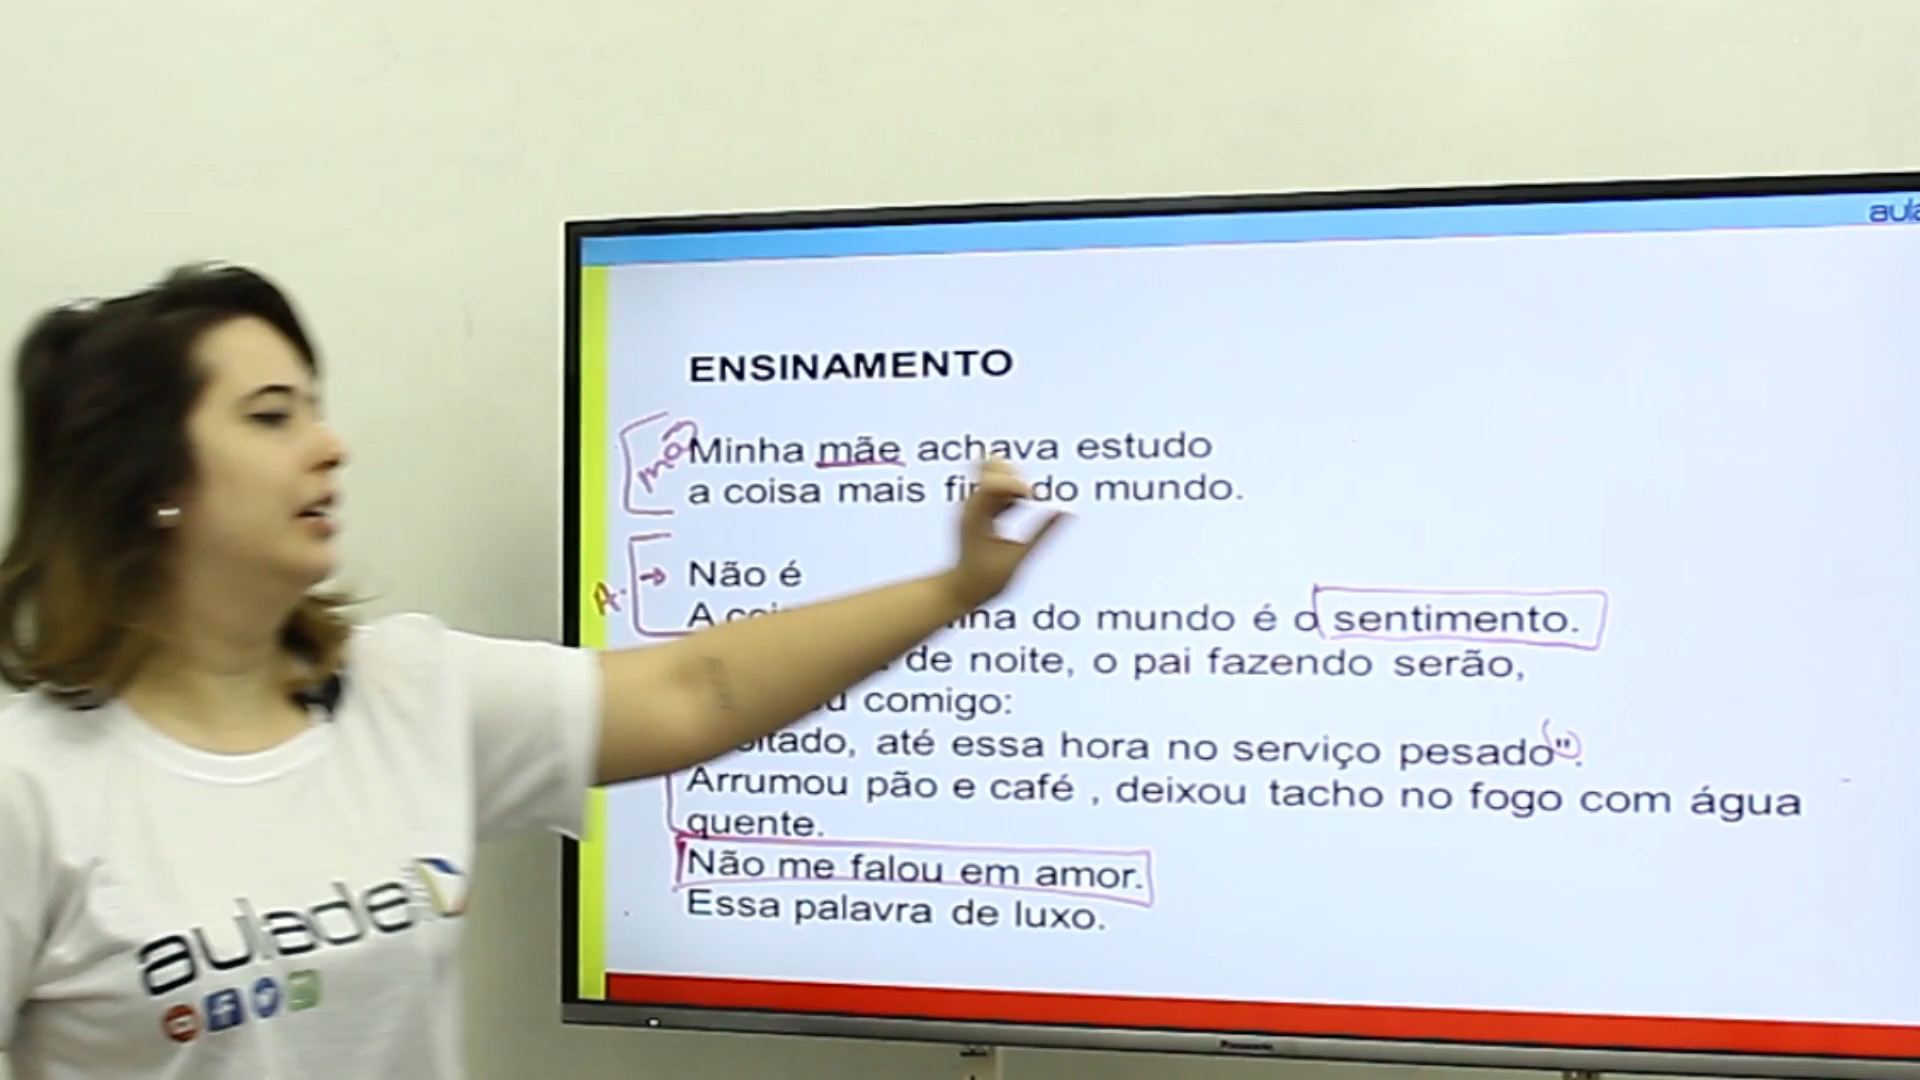 aula
ENSINAMENTO
mãe
Minha mãe achava estudo
a coisa mais do mundo.
Não é
A. A do mundo é o sentimento.
de noite, o pai fazendo serão,
comigo:
até essa hora no serviço pesado".
Arrumou pão e café , deixou tacho no fogo com água
quente.
Não me falou em amor.
Essa palavra de luxo.
aulade
Panasonic